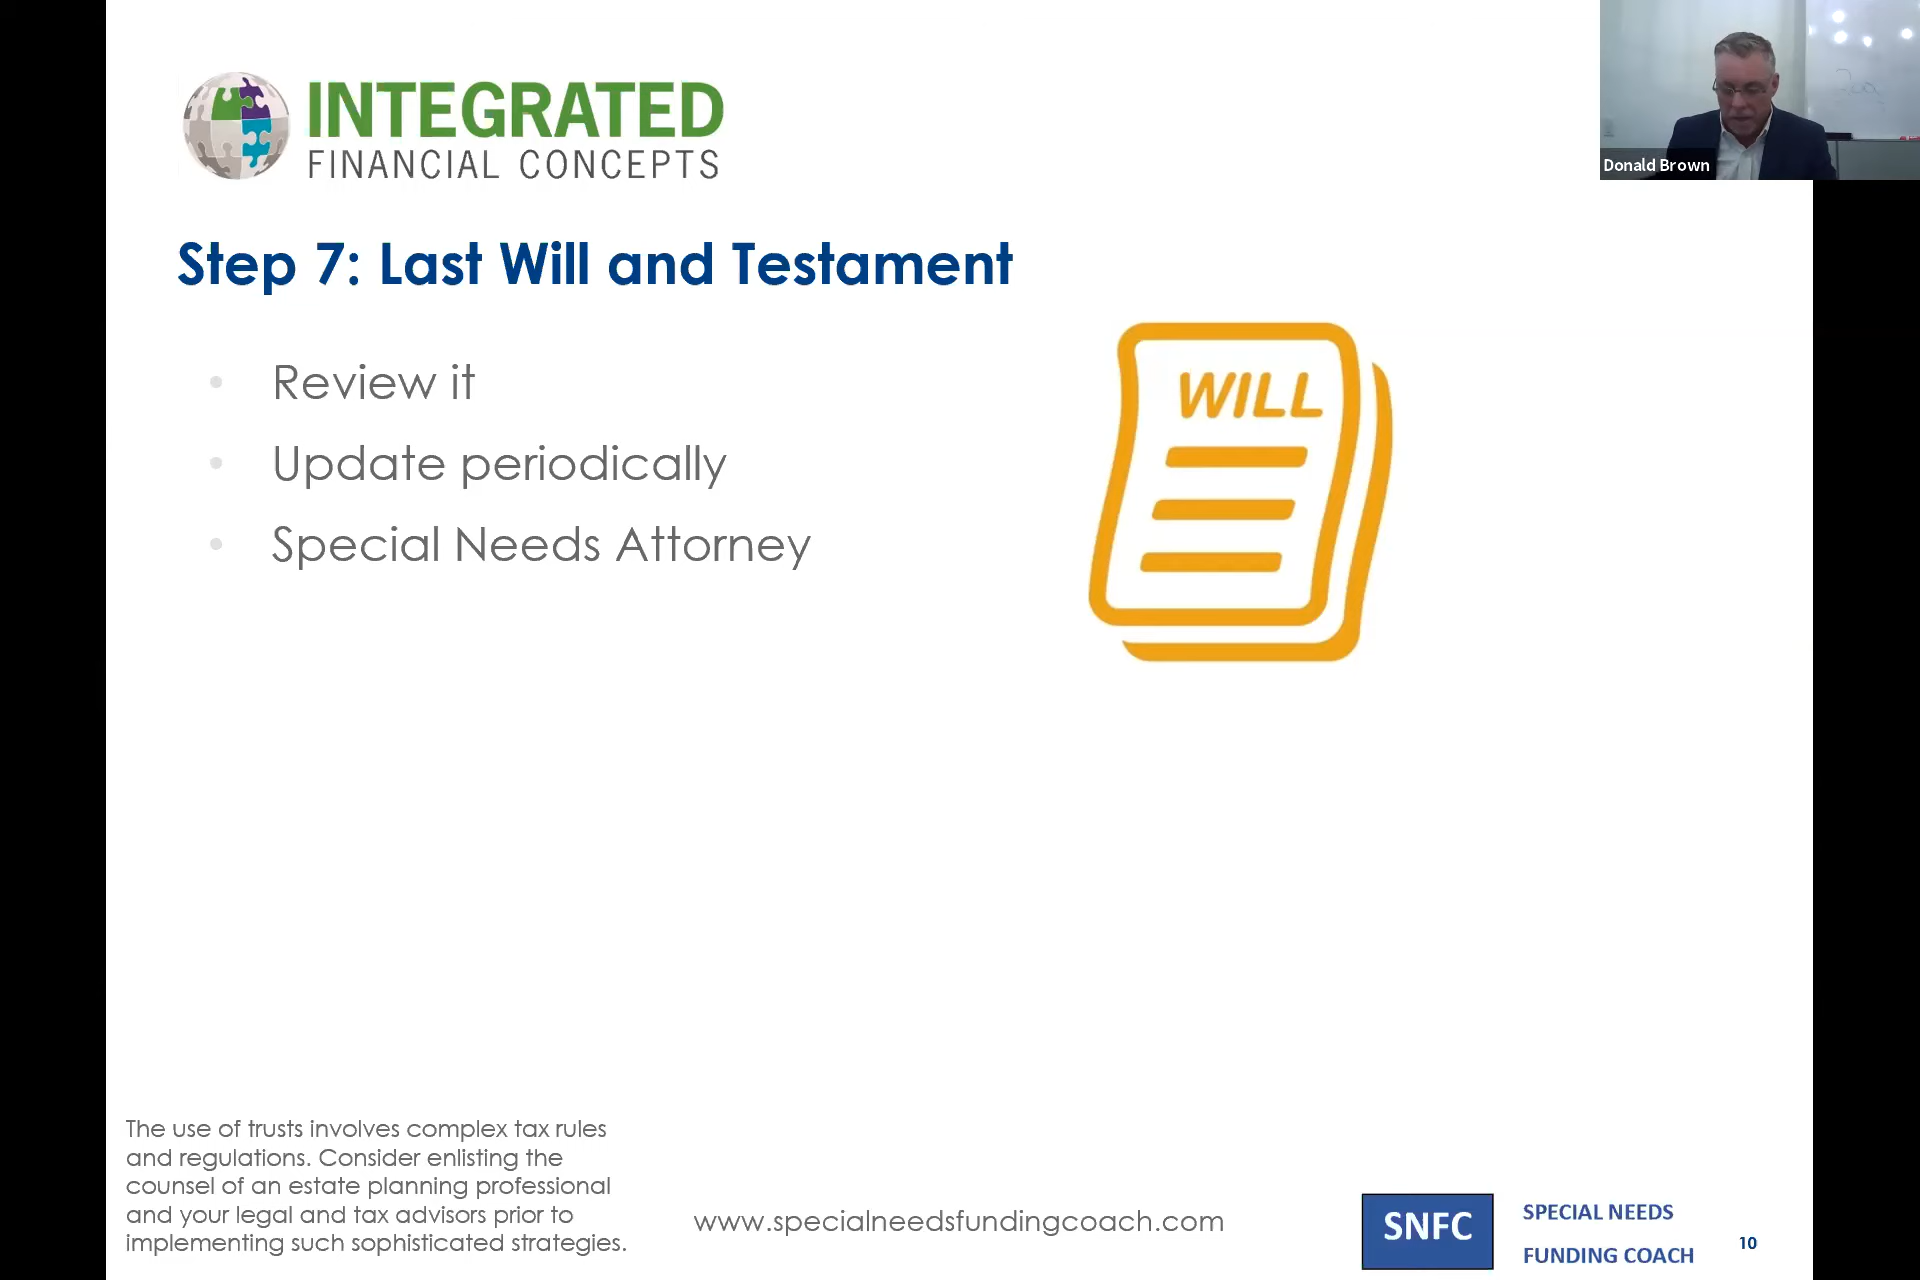 INTEGRATED
FINANCIAL CONCEPTS
Donald Brown
Step 7: Last Will and Testament
• Review it
• Update periodically
• Special Needs Attorney
WILL
The use of trusts involves complex tax rules
and regulations. Consider enlisting the
counsel of an estate planning professional
and your legal and tax advisors prior to
implementing such sophisticated strategies.
www.specialneedsfundingcoach.com
SNFC
SPECIAL NEEDS
FUNDING COACH
10